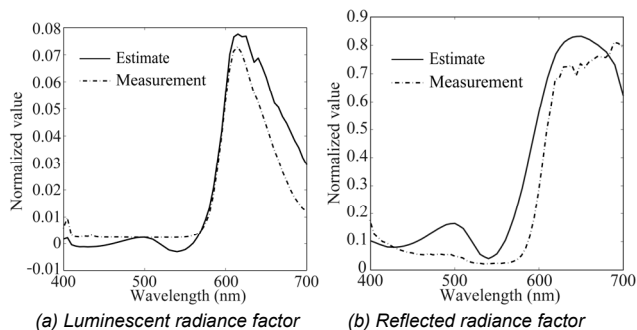 0.08
0.07
0.06
0.05
0.04
0.03
0.02
0.01
0
-0.01
Normalized value
Estimate
Measurement
400
500
600
700
Wavelength (nm)
(a) Luminescent radiance factor
0.9
0.8
0.7
0.6
0.5
0.4
0.3
0.2
0.1
0
Normalized value
Estimate
Measurement
400
500
600
700
Wavelength (nm)
(b) Reflected radiance factor